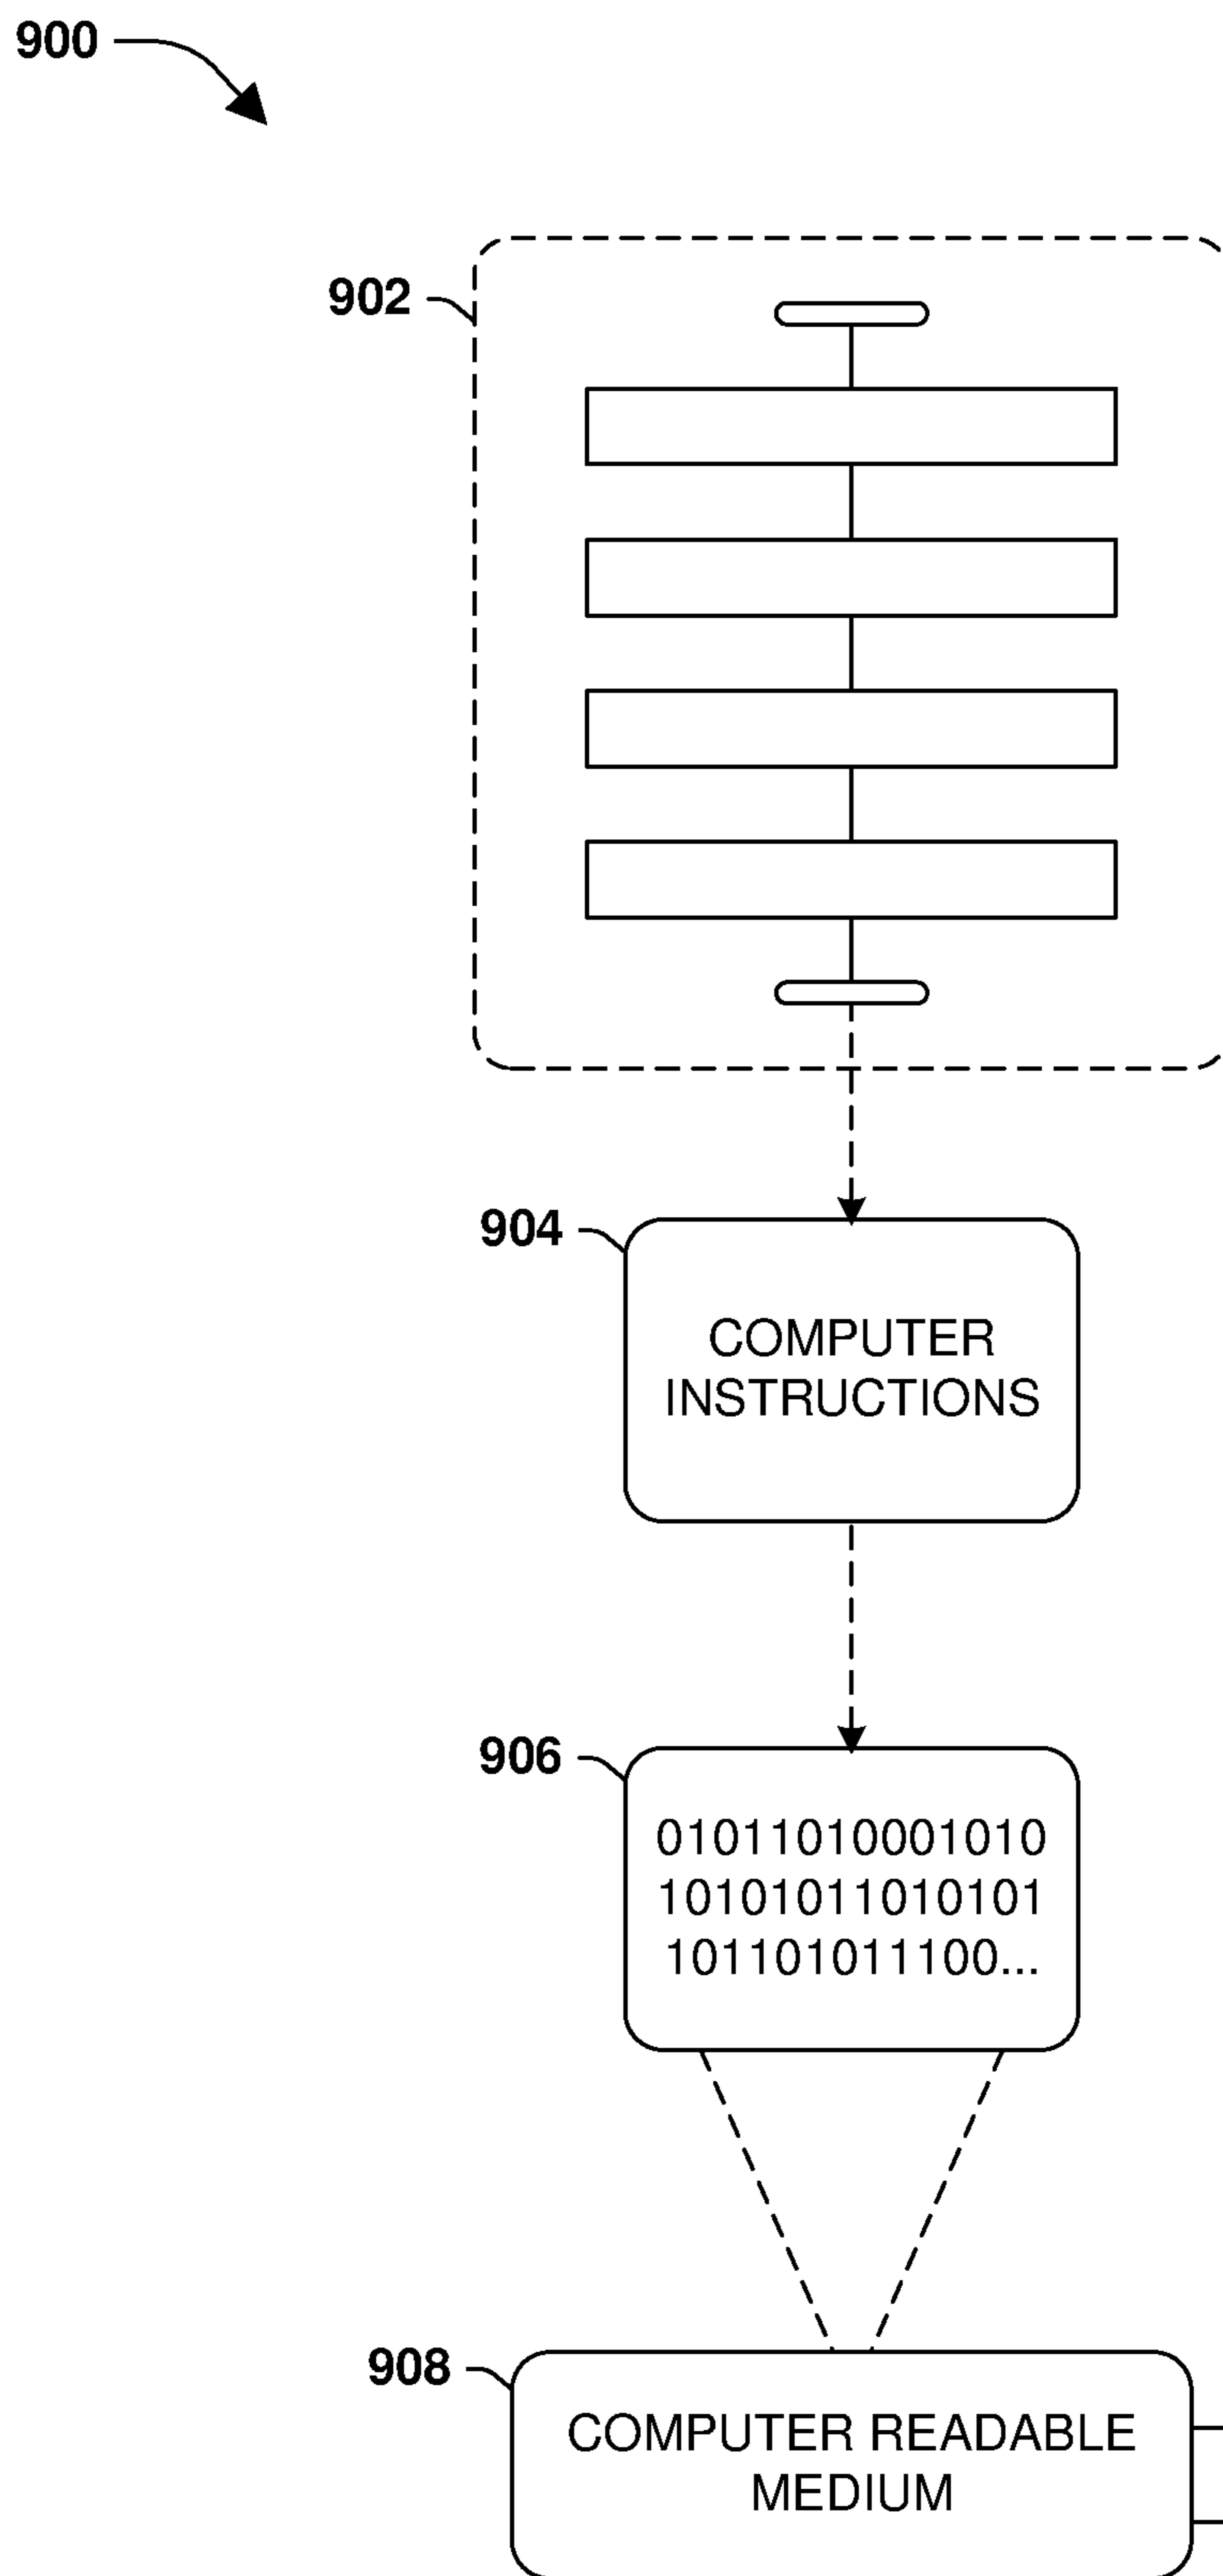 900
902
904
COMPUTER
INSTRUCTIONS
906
01011010001010
10101011010101
101101011100...
908
COMPUTER READABLE
MEDIUM